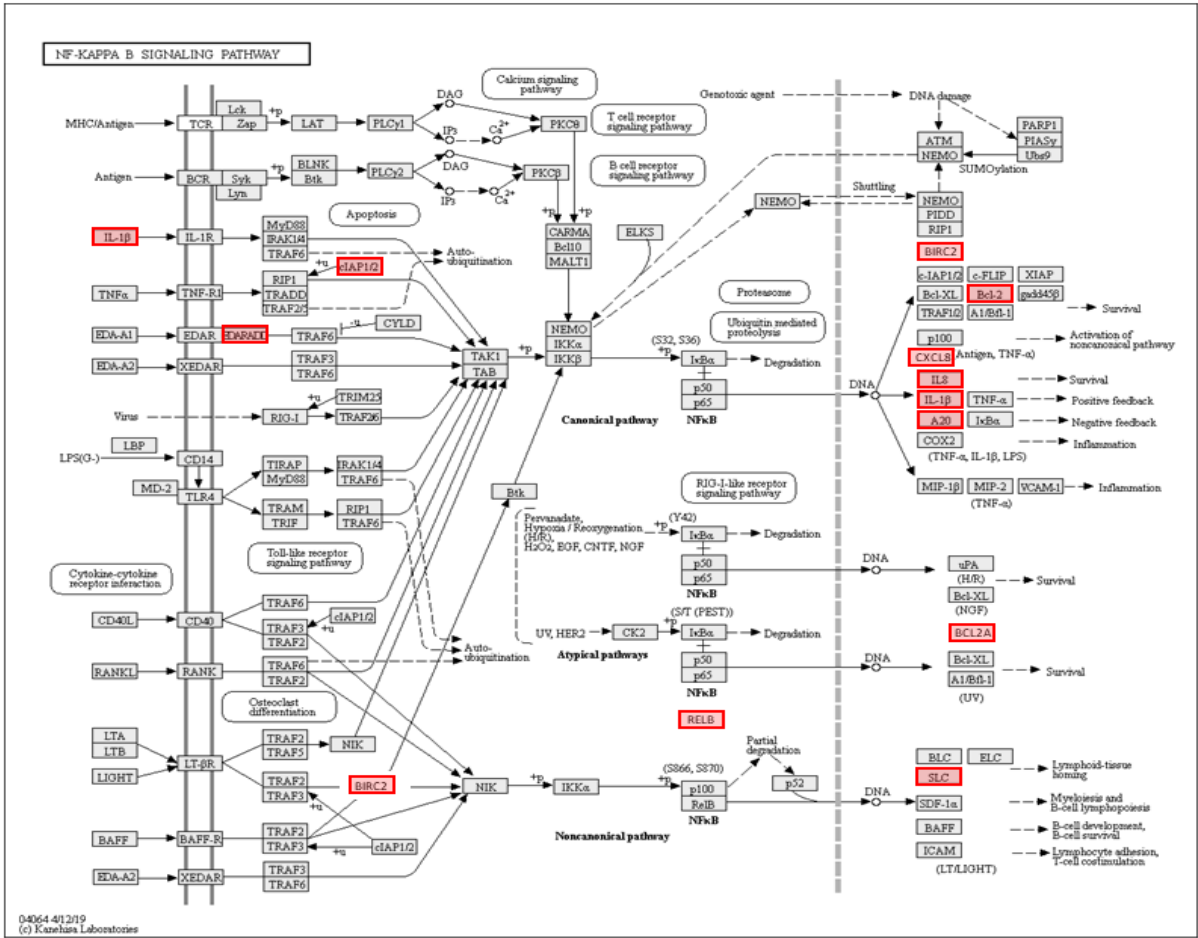 NF-KAPPA B SIGNALING PATHWAY
Calcium signaling
pathway
T cell receptor
signaling pathway
B cell receptor
signaling pathway
MHC/Antigen
TCR
Lck
Zap
+p
LAT
PLCγ1
DAG
IP3
Ca2+
PKCθ
Antigen
BCR
Syk
Lyn
+p
BLNK
Btk
PLCγ2
DAG
IP3
Ca2+
PKCβ
+p
+p
CARMA
Bcl10
MALT1
ELKS
Genotoxic agent
DNA damage
ATM
NEMO
PARP1
PIASy
Ubs9
SUMOylation
Shuttling
NEMO
NEMO
PIDD
RIP1
BIRC2
Apoptosis
IL-1β
IL-1R
MyD88
IRAK1/4
TRAF6
Auto-
ubiquitination
cIAP1/2
+u
TNFα
TNF-R1
RIP1
TRADD
TRAF2/5
EDA-A1
EDAR
EDARADD
TRAF6
-u
CYLD
EDA-A2
XEDAR
TRAF3
TRAF6
TAK1
TAB
+p
NEMO
IKKα
IKKβ
Proteasome
Ubiquitin mediated
proteolysis
(S32, S36)
+p
IκBα
Degradation
p50
p65
NFκB
Canonical pathway
DNA
c-IAP1/2
c-FLIP
XIAP
Bcl-XL
Bcl-2
gadd45β
TRAF1/2
A1/Bfl-1
Survival
p100
Activation of
noncanonical pathway
CXCL8
Antigen, TNF-α)
IL8
Survival
IL-1β
TNF-α
Positive feedback
A20
IκBα
Negative feedback
COX2
Inflammation
(TNF-α, IL-1β, LPS)
MIP-1β
MIP-2
VCAM-1
Inflammation
(TNF-α)
Virus
RIG-I
+u
TRIM25
TRAF2/6
LPS(G-)
LBP
CD14
MD-2
TLR4
TIRAP
MyD88
IRAK1/4
TRAF6
TRAM
TRIF
RIP1
TRAF6
Toll-like receptor
signaling pathway
Cytokine-cytokine
receptor interaction
Btk
RIG-I-like receptor
signaling pathway
Pervanadate,
Hypoxia / Reoxygenation
(H/R),
H2O2, EGF, CNTF, NGF
+p
(Y42)
IκBα
Degradation
p50
p65
NFκB
DNA
uPA
(H/R)
Bcl-XL
(NGF)
Survival
BCL2A
CD40L
CD40
TRAF6
TRAF3
TRAF2
cIAP1/2
+u
Auto-
ubiquitination
UV, HER2
CK2
(S/T (PEST))
+p
IκBα
Degradation
p50
p65
NFκB
Atypical pathways
DNA
Bcl-XL
A1/Bfl-1
(UV)
Survival
RANKL
RANK
TRAF6
TRAF2
Osteoclast
differentiation
RELB
LTA
LTB
LIGHT
LT-βR
TRAF2
TRAF5
NIK
TRAF2
TRAF3
BIRC2
+u
NIK
+p
IKKα
+p
(S866, S870)
p100
RelB
NFκB
Partial
degradation
p52
Noncanonical pathway
DNA
BLC
ELC
SLC
Lymphoid-tissue
homing
SDF-1α
Myeloiesis and
B-cell lymphopoiesis
BAFF
B-cell development,
B-cell survival
ICAM
Lymphocyte adhesion,
T-cell costimulation
(LT/LIGHT)
BAFF
BAFF-R
TRAF2
TRAF3
+u
cIAP1/2
EDA-A2
XEDAR
TRAF3
TRAF6
04064 4/12/19
(c) Kanehisa Laboratories